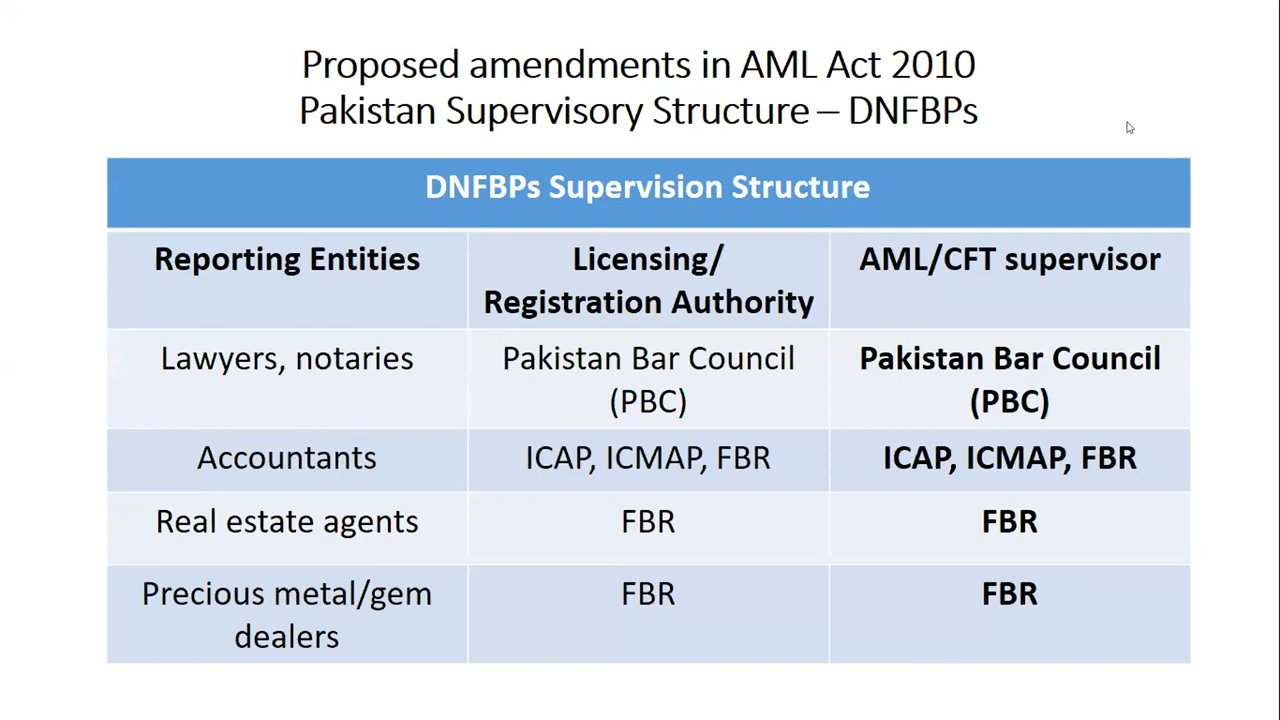 Proposed amendments in AML Act 2010
Pakistan Supervisory Structure – DNFBPs
DNFBPs Supervision Structure
Reporting Entities
Licensing/
Registration Authority
AML/CFT supervisor
Lawyers, notaries
Pakistan Bar Council
(PBC)
Pakistan Bar Council
(PBC)
Accountants
ICAP, ICMAP, FBR
ICAP, ICMAP, FBR
Real estate agents
FBR
FBR
Precious metal/gem
dealers
FBR
FBR